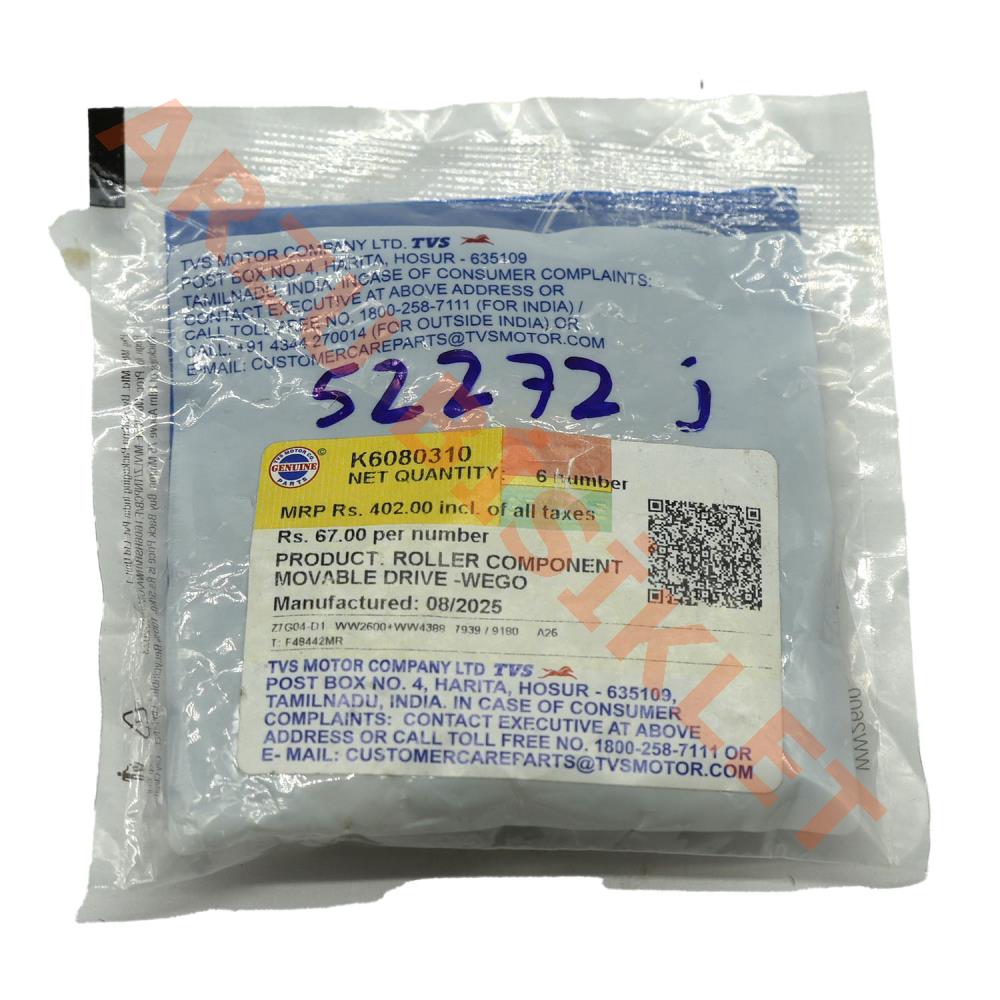 TVS MOTOR COMPANY LTD. TVS
POST BOX NO. 4, HARITA, HOSUR - 635109
TAMILNADU, INDIA. IN CASE OF CONSUMER COMPLAINTS:
CONTACT EXECUTIVE AT ABOVE ADDRESS OR
CALL TOLL FREE NO. 1800-258-7111 (FOR INDIA) /
CALL: +91 4344 270014 (FOR OUTSIDE INDIA) OR
E-MAIL: CUSTOMERCAREPARTS@TVSMOTOR.COM
52272 j
TVS MOTOR CO.
GENUINE
PARTS
K6080310
NET QUANTITY: 6 number
MRP Rs. 402.00 incl. of all taxes
Rs. 67.00 per number
PRODUCT. ROLLER COMPONENT
MOVABLE DRIVE -WEGO
Manufactured: 08/2025
Z7G04-D1 WW2600+WW4388 7939 / 9180 A26
T: F48442MR
TVS MOTOR COMPANY LTD TVS
POST BOX NO. 4, HARITA, HOSUR - 635109,
TAMILNADU, INDIA. IN CASE OF CONSUMER
COMPLAINTS: CONTACT EXECUTIVE AT ABOVE
ADDRESS OR CALL TOLL FREE NO. 1800-258-7111 OR
E- MAIL: CUSTOMERCAREPARTS@TVSMOTOR.COM
WW2600